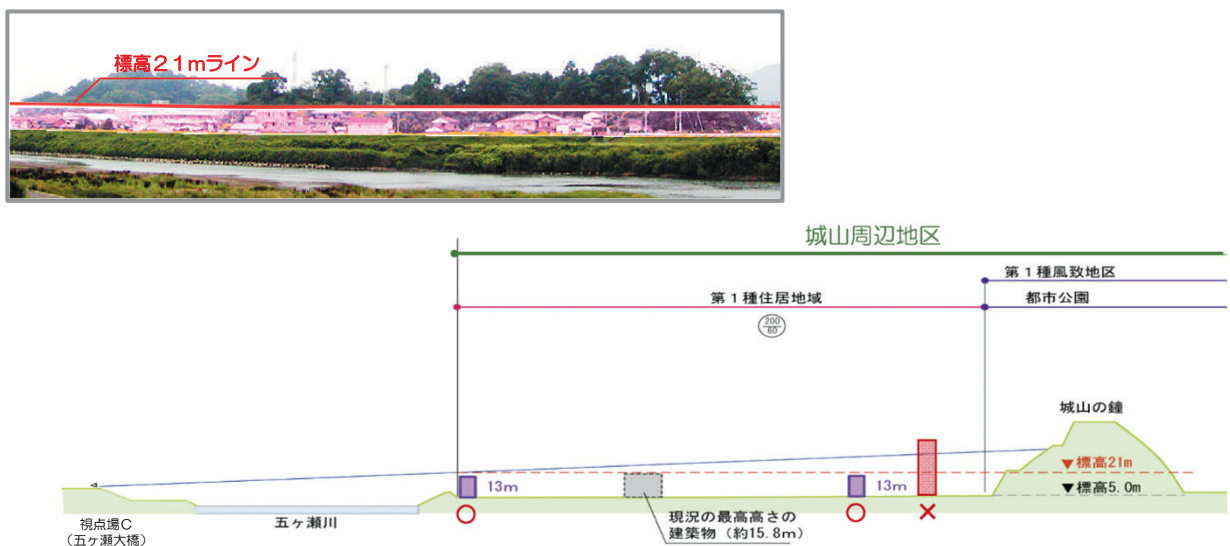 標高21mライン
城山周辺地区
第1種風致地区
第1種住居地域
都市公園
200
60
城山の鐘
▼標高21m
▼標高5.0m
13m
13m
現況の最高高さの
建築物（約15.8m）
視点場C
（五ヶ瀬大橋）
五ヶ瀬川